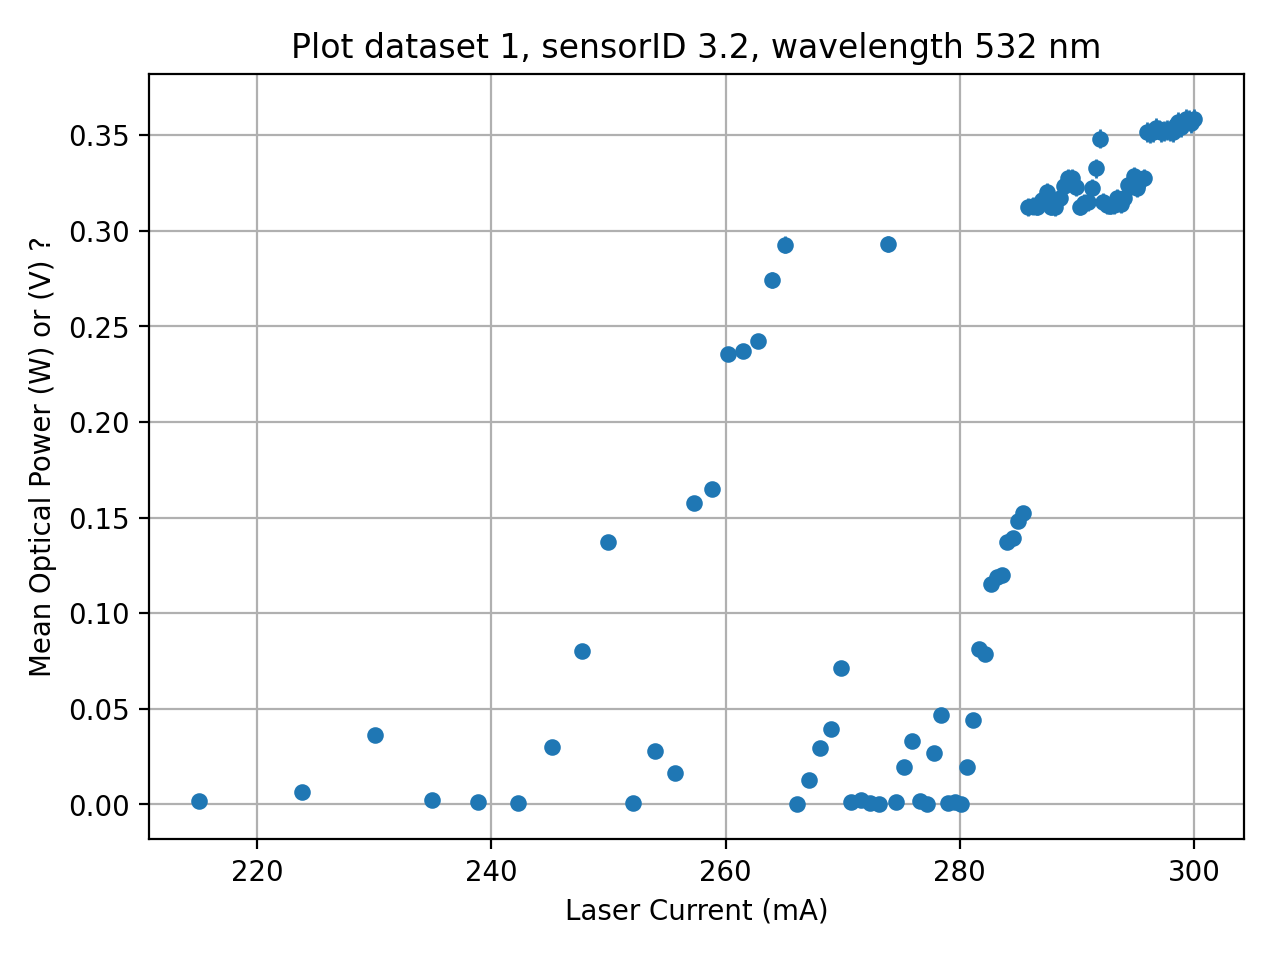 Plot dataset 1, sensorID 3.2, wavelength 532 nm
Mean Optical Power (W) or (V) ?
0.35
0.30
0.25
0.20
0.15
0.10
0.05
0.00
220 240 260 280 300
Laser Current (mA)